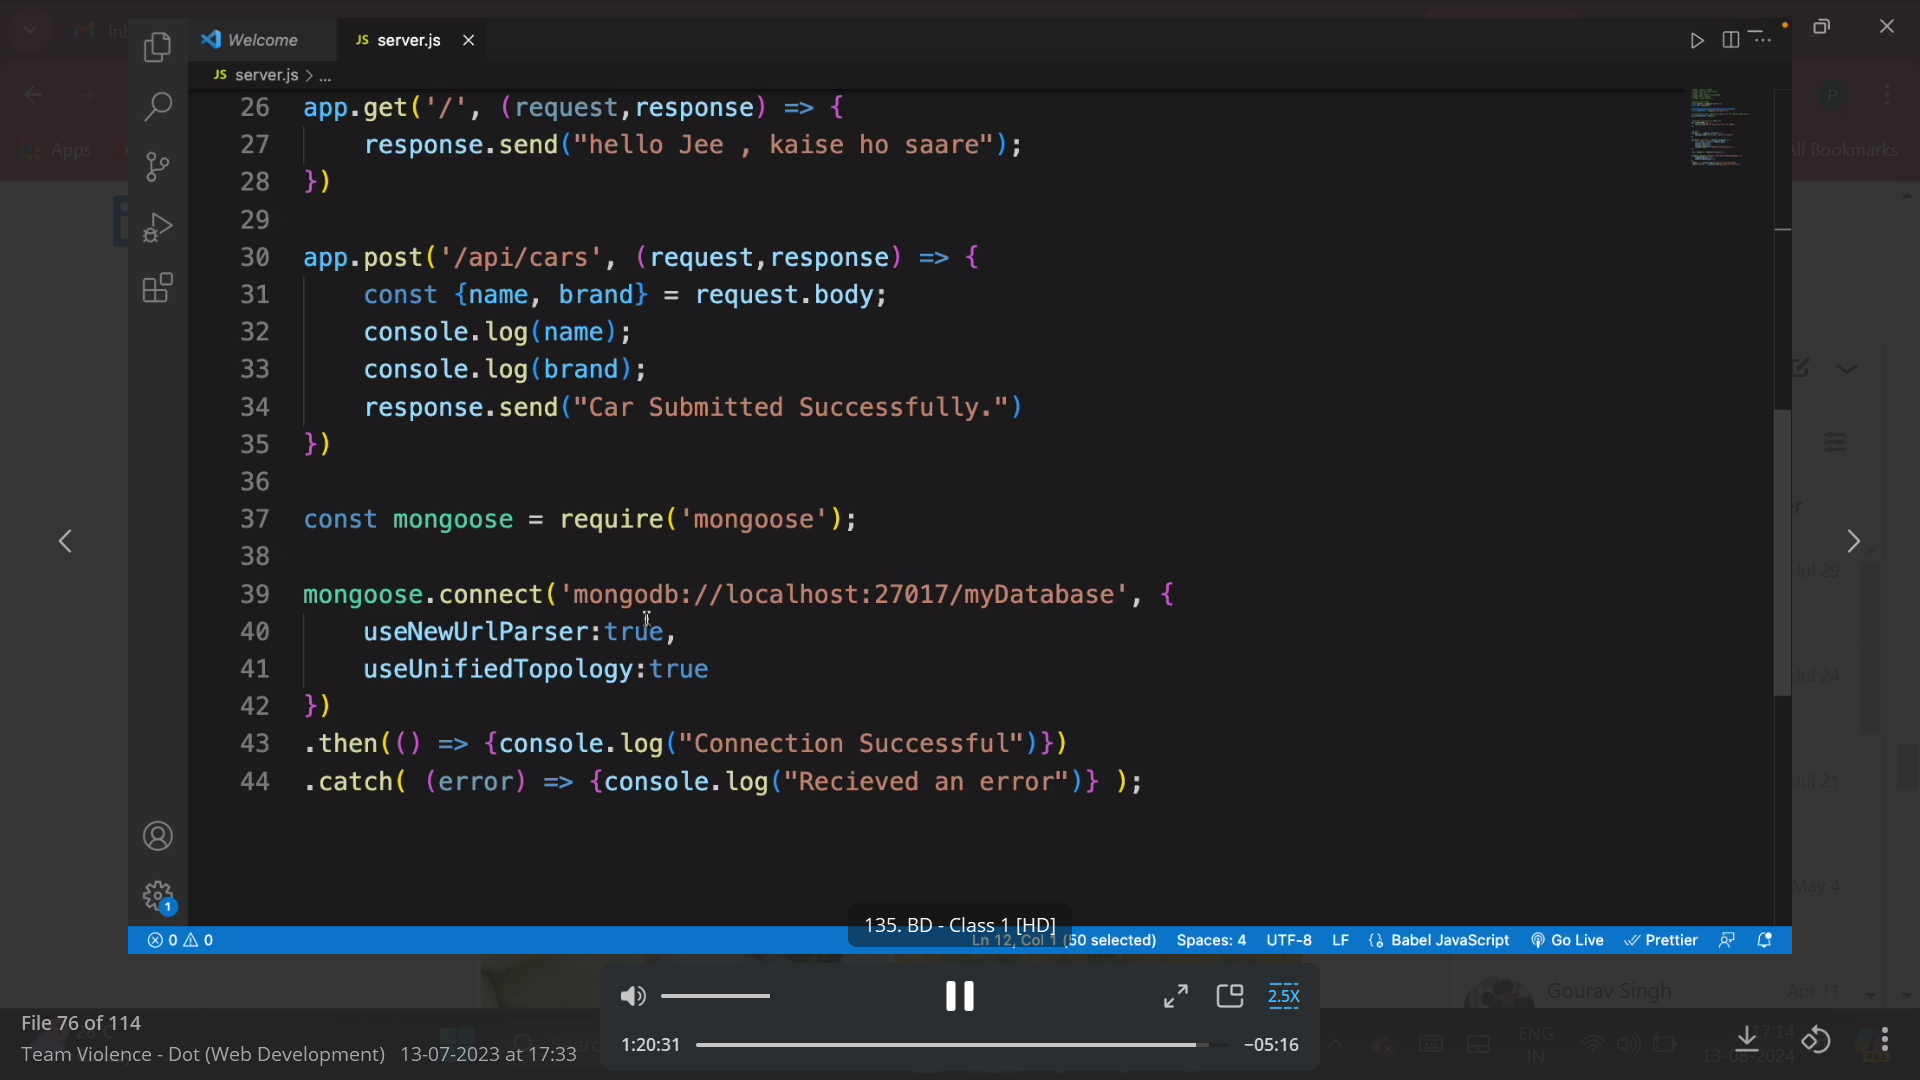 Welcome
JS server.js
JS server.js > ...
26 app.get('/', (request,response) => {
27 response.send("hello Jee , kaise ho saare");
28 })
29
30 app.post('/api/cars', (request,response) => {
31 const {name, brand} = request.body;
32 console.log(name);
33 console.log(brand);
34 response.send("Car Submitted Successfully.")
35 })
36
37 const mongoose = require('mongoose');
38
39 mongoose.connect('mongodb://localhost:27017/myDatabase', {
40 useNewUrlParser:true,
41 useUnifiedTopology:true
42 })
43 .then(() => {console.log("Connection Successful")})
44 .catch( (error) => {console.log("Recieved an error")} );
Apps
P
All Bookmarks
Jul 29
Jul 24
Jul 21
May 4
1
135. BD - Class 1 [HD]
0 0 Ln 12, Col 1 (50 selected) Spaces: 4 UTF-8 LF Babel JavaScript Go Live Prettier
Gourav Singh Apr 11
2.5X
1:20:31 −05:16
File 76 of 114
Team Violence - Dot (Web Development) 13-07-2023 at 17:33
ENG
IN
17:14
13-08-2024